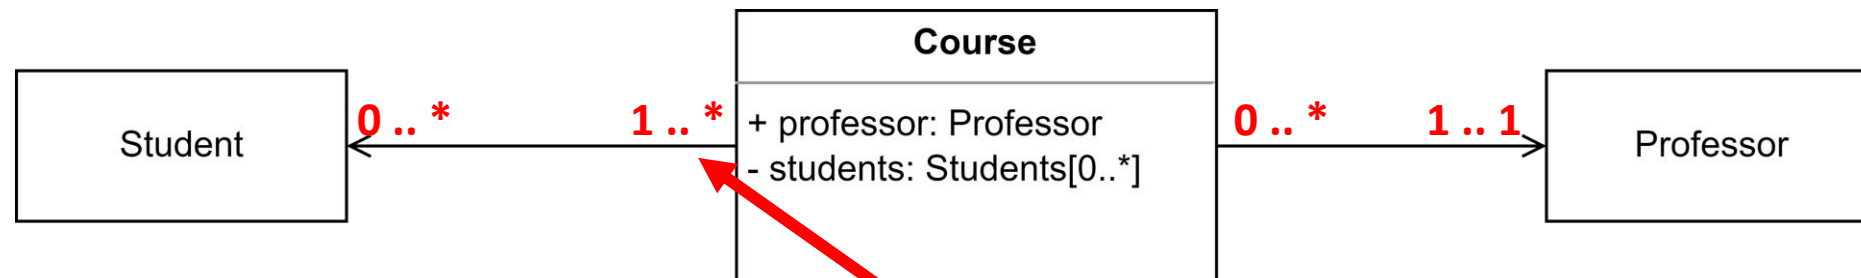 Course
Student
0 .. *
1 .. *
+ professor: Professor
- students: Students[0..*]
0 .. *
1 .. 1
Professor